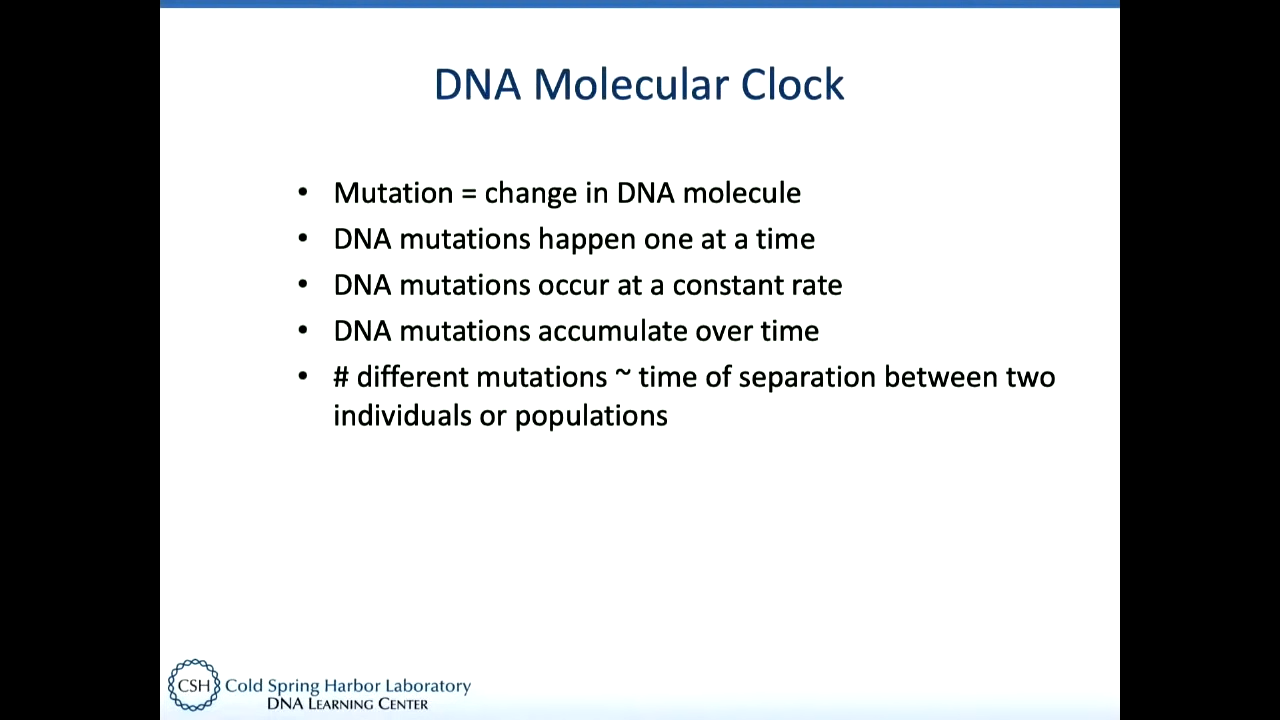 DNA Molecular Clock
• Mutation = change in DNA molecule
• DNA mutations happen one at a time
• DNA mutations occur at a constant rate
• DNA mutations accumulate over time
• # different mutations ~ time of separation between two
individuals or populations
CSH Cold Spring Harbor Laboratory
DNA LEARNING CENTER